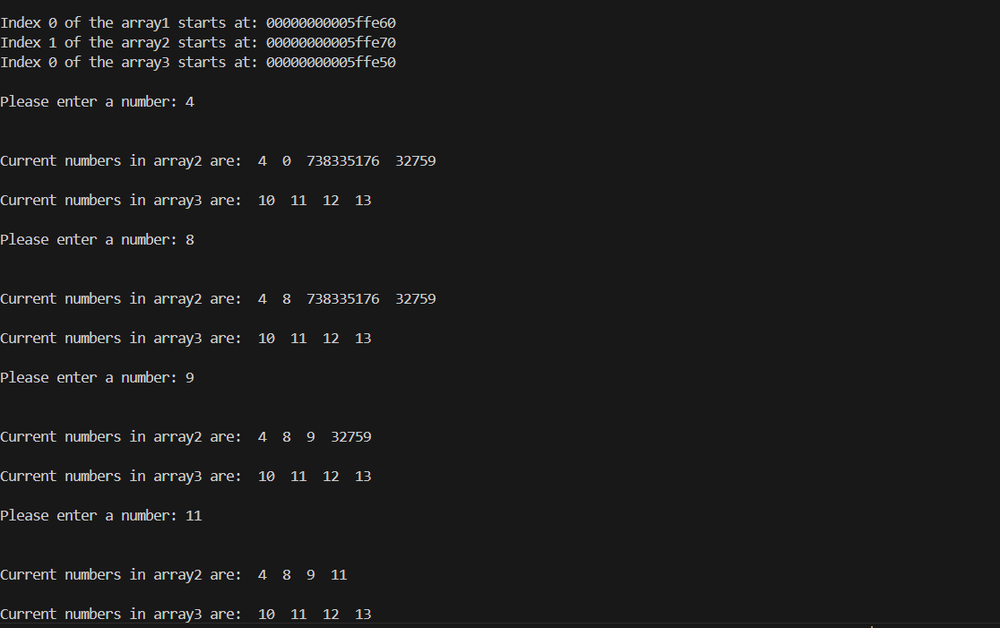 Index 0 of the array1 starts at: 00000000005ffe60
Index 1 of the array2 starts at: 00000000005ffe70
Index 0 of the array3 starts at: 00000000005ffe50
Please enter a number: 4
Current numbers in array2 are:  4  0  738335176  32759
Current numbers in array3 are:  10  11  12  13
Please enter a number: 8
Current numbers in array2 are:  4  8  738335176  32759
Current numbers in array3 are:  10  11  12  13
Please enter a number: 9
Current numbers in array2 are:  4  8  9  32759
Current numbers in array3 are:  10  11  12  13
Please enter a number: 11
Current numbers in array2 are:  4  8  9  11
Current numbers in array3 are:  10  11  12  13